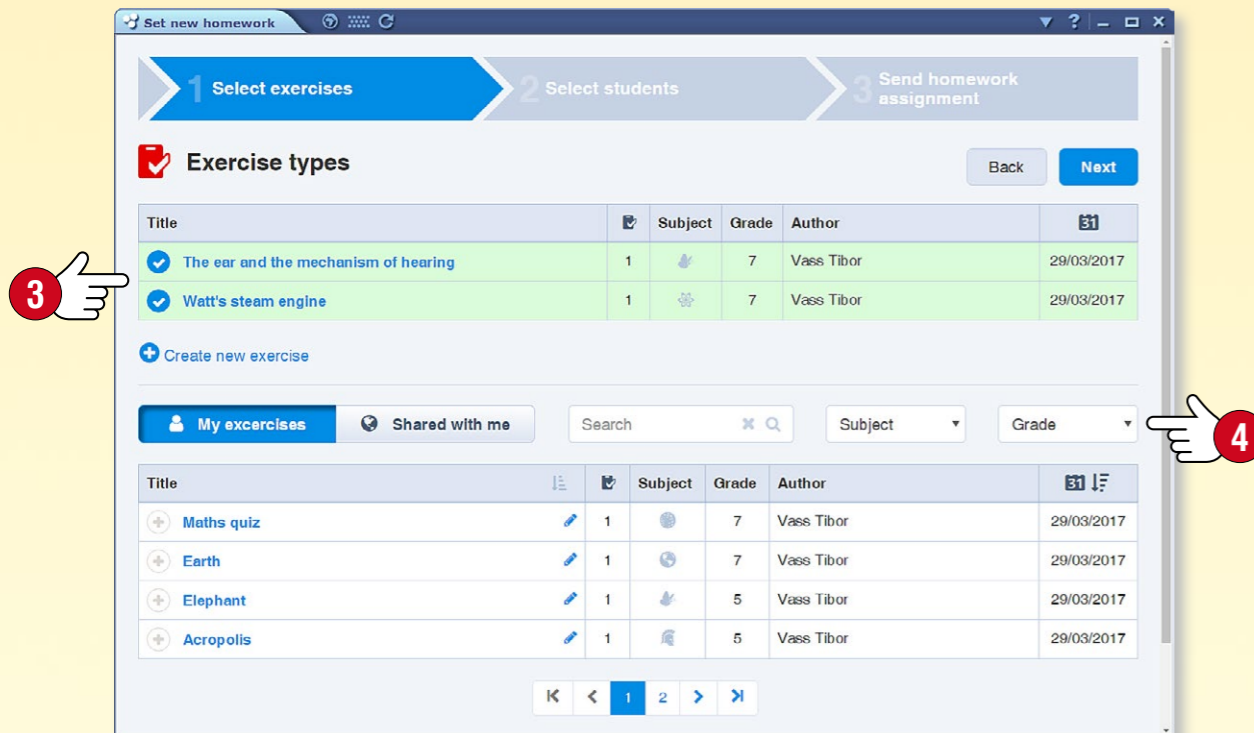 Set new homework
1 Select exercises 2 Select students 3 Send homework assignment
Exercise types
Back Next
Title Subject Grade Author 31
The ear and the mechanism of hearing 1 7 Vass Tibor 29/03/2017
Watt's steam engine 1 7 Vass Tibor 29/03/2017
3
Create new exercise
My excercises Shared with me Search Subject Grade
4
Title Subject Grade Author 31
Maths quiz 1 7 Vass Tibor 29/03/2017
Earth 1 7 Vass Tibor 29/03/2017
Elephant 1 5 Vass Tibor 29/03/2017
Acropolis 1 5 Vass Tibor 29/03/2017
1 2